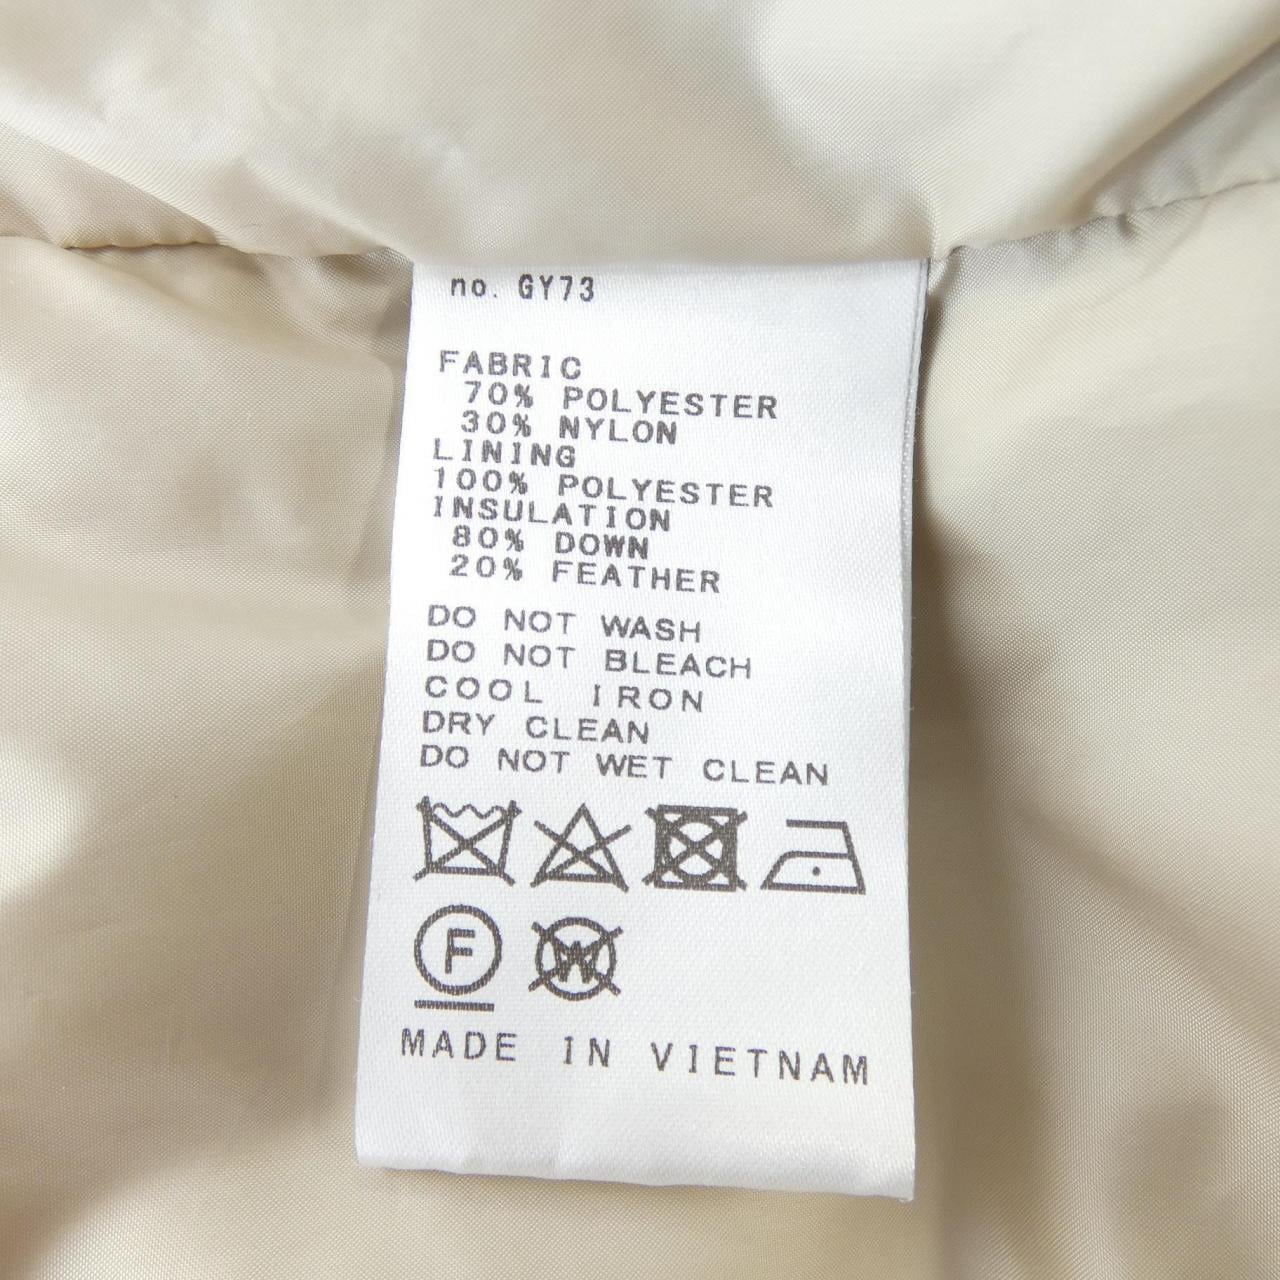 no. GY73
FABRIC
70% POLYESTER
30% NYLON
LINING
100% POLYESTER
INSULATION
80% DOWN
20% FEATHER
DO NOT WASH
DO NOT BLEACH
COOL IRON
DRY CLEAN
DO NOT WET CLEAN
F W
MADE IN VIETNAM